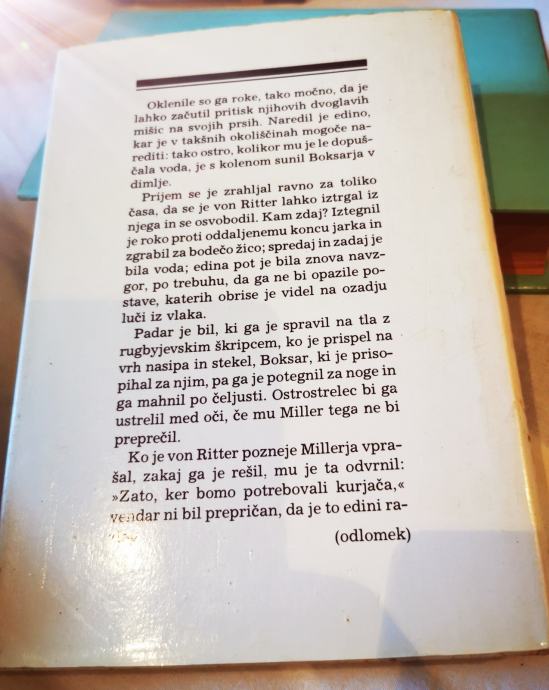 Oklenile so ga roke, tako močno, da je
lahko začutil pritisk njihovih dvoglavih
mišic na svojih prsih. Naredil je edino,
kar je v takšnih okoliščinah mogoče na-
rediti: tako ostro, kolikor mu je le dopuš-
čala voda, je s kolenom sunil Boksarja v
dimlje.
Prijem se je zrahljal ravno za toliko
časa, da se je von Ritter lahko iztrgal iz
njega in se osvobodil. Kam zdaj? Iztegnil
je roko proti oddaljenemu koncu jarka in
zgrabil za bodečo žico; spredaj in zadaj je
bila voda; edina pot je bila znova navz-
gor, po trebuhu, da ga ne bi opazile po-
stave, katerih obrise je videl na ozadju
luči iz vlaka.
Padar je bil, ki ga je spravil na tla z
rugbyjevskim škripcem, ko je prispel na
vrh nasipa in stekel, Boksar, ki je priso-
pihal za njim, pa ga je potegnil za noge in
ga mahnil po čeljusti. Ostrostrelec bi ga
ustrelil med oči, če mu Miller tega ne bi
preprečil.
Ko je von Ritter pozneje Millerja vpra-
šal, zakaj ga je rešil, mu je ta odvrnil:
»Zato, ker bomo potrebovali kurjača,«
vendar ni bil prepričan, da je to edini ra-
(odlomek)